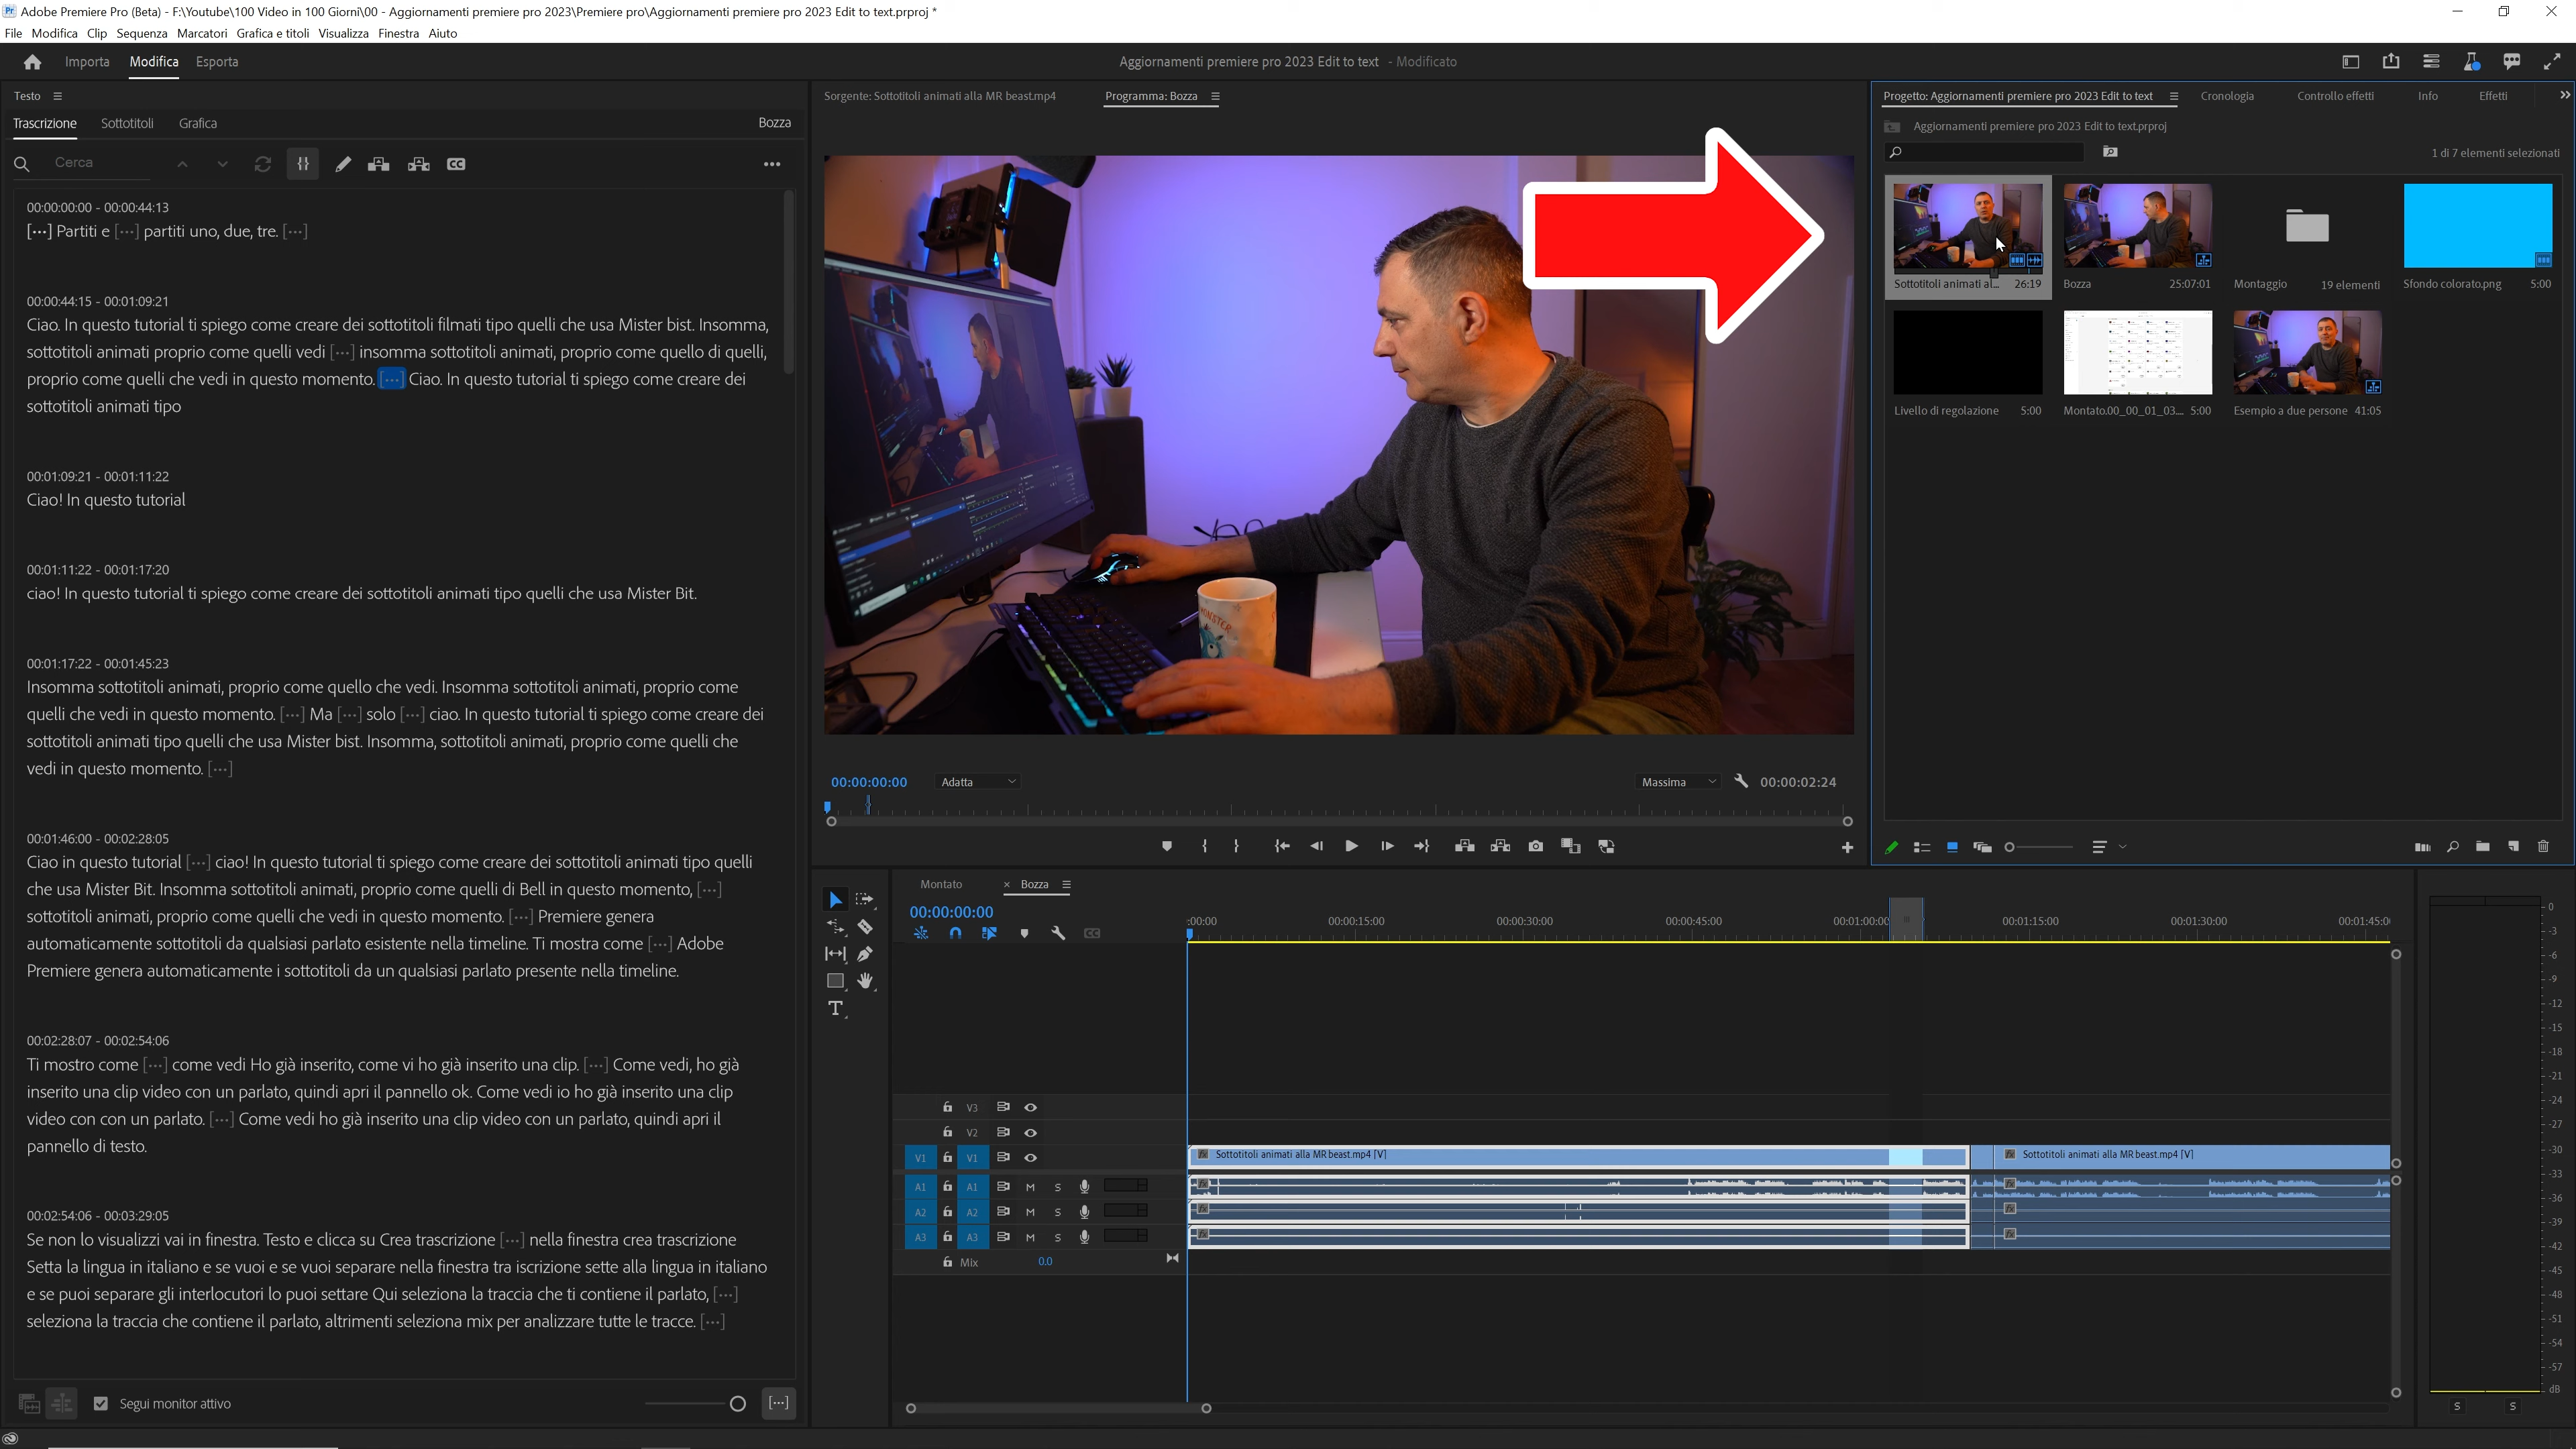 Adobe Premiere Pro (Beta) - F:\Youtube\100 Video in 100 Giorni\00 - Aggiornamenti premiere pro 2023\Premiere pro\Aggiornamenti premiere pro 2023 Edit to text.prproj *
File Modifica Clip Sequenza Marcatori Grafica e titoli Visualizza Finestra Aiuto
Importa Modifica Esporta
Aggiornamenti premiere pro 2023 Edit to text - Modificato
Testo
Trascrizione Sottotitoli Grafica Bozza
Cerca
00:00:00:00 - 00:00:44:13
[...] Partiti e [...] partiti uno, due, tre. [...]
00:00:44:15 - 00:01:09:21
Ciao. In questo tutorial ti spiego come creare dei sottotitoli filmati tipo quelli che usa Mister bist. Insomma,
sottotitoli animati proprio come quelli vedi [...] insomma sottotitoli animati, proprio come quello di quelli,
proprio come quelli che vedi in questo momento. [...] Ciao. In questo tutorial ti spiego come creare dei
sottotitoli animati tipo
00:01:09:21 - 00:01:11:22
Ciao! In questo tutorial
00:01:11:22 - 00:01:17:20
ciao! In questo tutorial ti spiego come creare dei sottotitoli animati tipo quelli che usa Mister Bit.
00:01:17:22 - 00:01:45:23
Insomma sottotitoli animati, proprio come quello che vedi. Insomma sottotitoli animati, proprio come
quelli che vedi in questo momento. [...] Ma [...] solo [...] ciao. In questo tutorial ti spiego come creare dei
sottotitoli animati tipo quelli che usa Mister bist. Insomma, sottotitoli animati, proprio come quelli che
vedi in questo momento. [...]
00:01:46:00 - 00:02:28:05
Ciao in questo tutorial [...] ciao! In questo tutorial ti spiego come creare dei sottotitoli animati tipo quelli
che usa Mister Bit. Insomma sottotitoli animati, proprio come quelli di Bell in questo momento, [...]
sottotitoli animati, proprio come quelli che vedi in questo momento. [...] Premiere genera
automaticamente sottotitoli da qualsiasi parlato esistente nella timeline. Ti mostra come [...] Adobe
Premiere genera automaticamente i sottotitoli da un qualsiasi parlato presente nella timeline.
00:02:28:07 - 00:02:54:06
Ti mostro come [...] come vedi Ho già inserito, come vi ho già inserito una clip. [...] Come vedi, ho già
inserito una clip video con un parlato, quindi apri il pannello ok. Come vedi io ho già inserito una clip
video con con un parlato. [...] Come vedi ho già inserito una clip video con un parlato, quindi apri il
pannello di testo.
00:02:54:06 - 00:03:29:05
Se non lo visualizzi vai in finestra. Testo e clicca su Crea trascrizione [...] nella finestra crea trascrizione
Setta la lingua in italiano e se vuoi e se vuoi separare nella finestra tra iscrizione sette alla lingua in italiano
e se puoi separare gli interlocutori lo puoi settare Qui seleziona la traccia che ti contiene il parlato, [...]
seleziona la traccia che contiene il parlato, altrimenti seleziona mix per analizzare tutte le tracce. [...]
Segui monitor attivo [...]
Sorgente: Sottotitoli animati alla MR beast.mp4 Programma: Bozza
MONSTER
00:00:00:00 Adatta Massima 00:00:02:24
Progetto: Aggiornamenti premiere pro 2023 Edit to text Cronologia Controllo effetti Info Effetti
Aggiornamenti premiere pro 2023 Edit to text.prproj
1 di 7 elementi selezionati
Sottotitoli animati al... 26:19 Bozza 25:07:01 Montaggio 19 elementi Sfondo colorato.png 5:00
Livello di regolazione 5:00 Montato.00_00_01_03.... 5:00 Esempio a due persone 41:05
Montato × Bozza
00:00:00:00
:00:00 00:00:15:00 00:00:30:00 00:00:45:00 00:01:00:00 00:01:15:00 00:01:30:00 00:01:45:0
V3
V2
V1 V1 fx Sottotitoli animati alla MR beast.mp4 [V] fx Sottotitoli animati alla MR beast.mp4 [V]
A1 A1 M S fx fx
A2 A2 M S fx fx
A3 A3 M S fx fx
Mix 0.0
0
-3
-6
-9
-12
-15
-18
-21
-24
-27
-30
-33
-36
-39
-42
-45
-48
-51
-54
-57
dB
S S